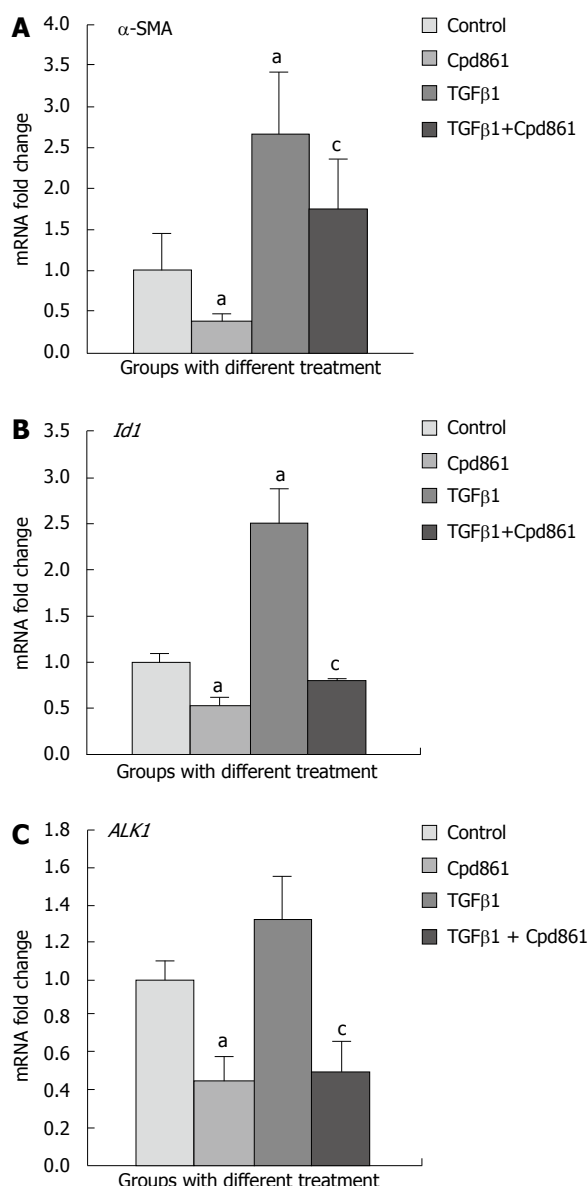 A
α-SMA
mRNA fold change
4.0
3.5
3.0
2.5
2.0
1.5
1.0
0.5
0.0
a
a
c
Groups with different treatment
Control
Cpd861
TGFβ1
TGFβ1+Cpd861
B
Id1
mRNA fold change
3.5
3.0
2.5
2.0
1.5
1.0
0.5
0.0
a
a
c
Groups with different treatment
Control
Cpd861
TGFβ1
TGFβ1+Cpd861
C
ALK1
mRNA fold change
1.8
1.6
1.4
1.2
1.0
0.8
0.6
0.4
0.2
0.0
a
c
Groups with different treatment
Control
Cpd861
TGFβ1
TGFβ1 + Cpd861